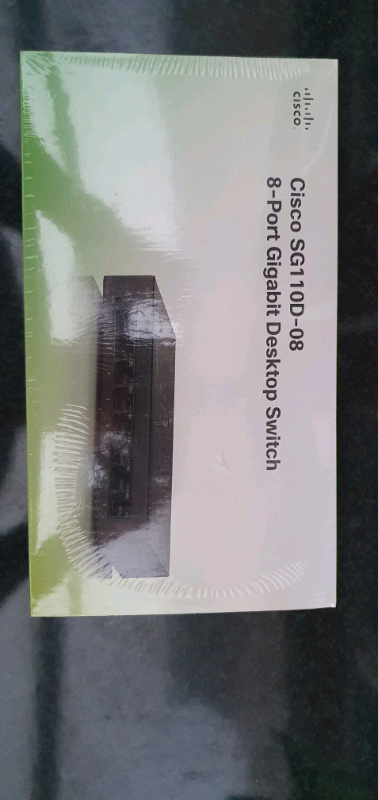 CISCO
Cisco SG110D-08
8-Port Gigabit Desktop Switch